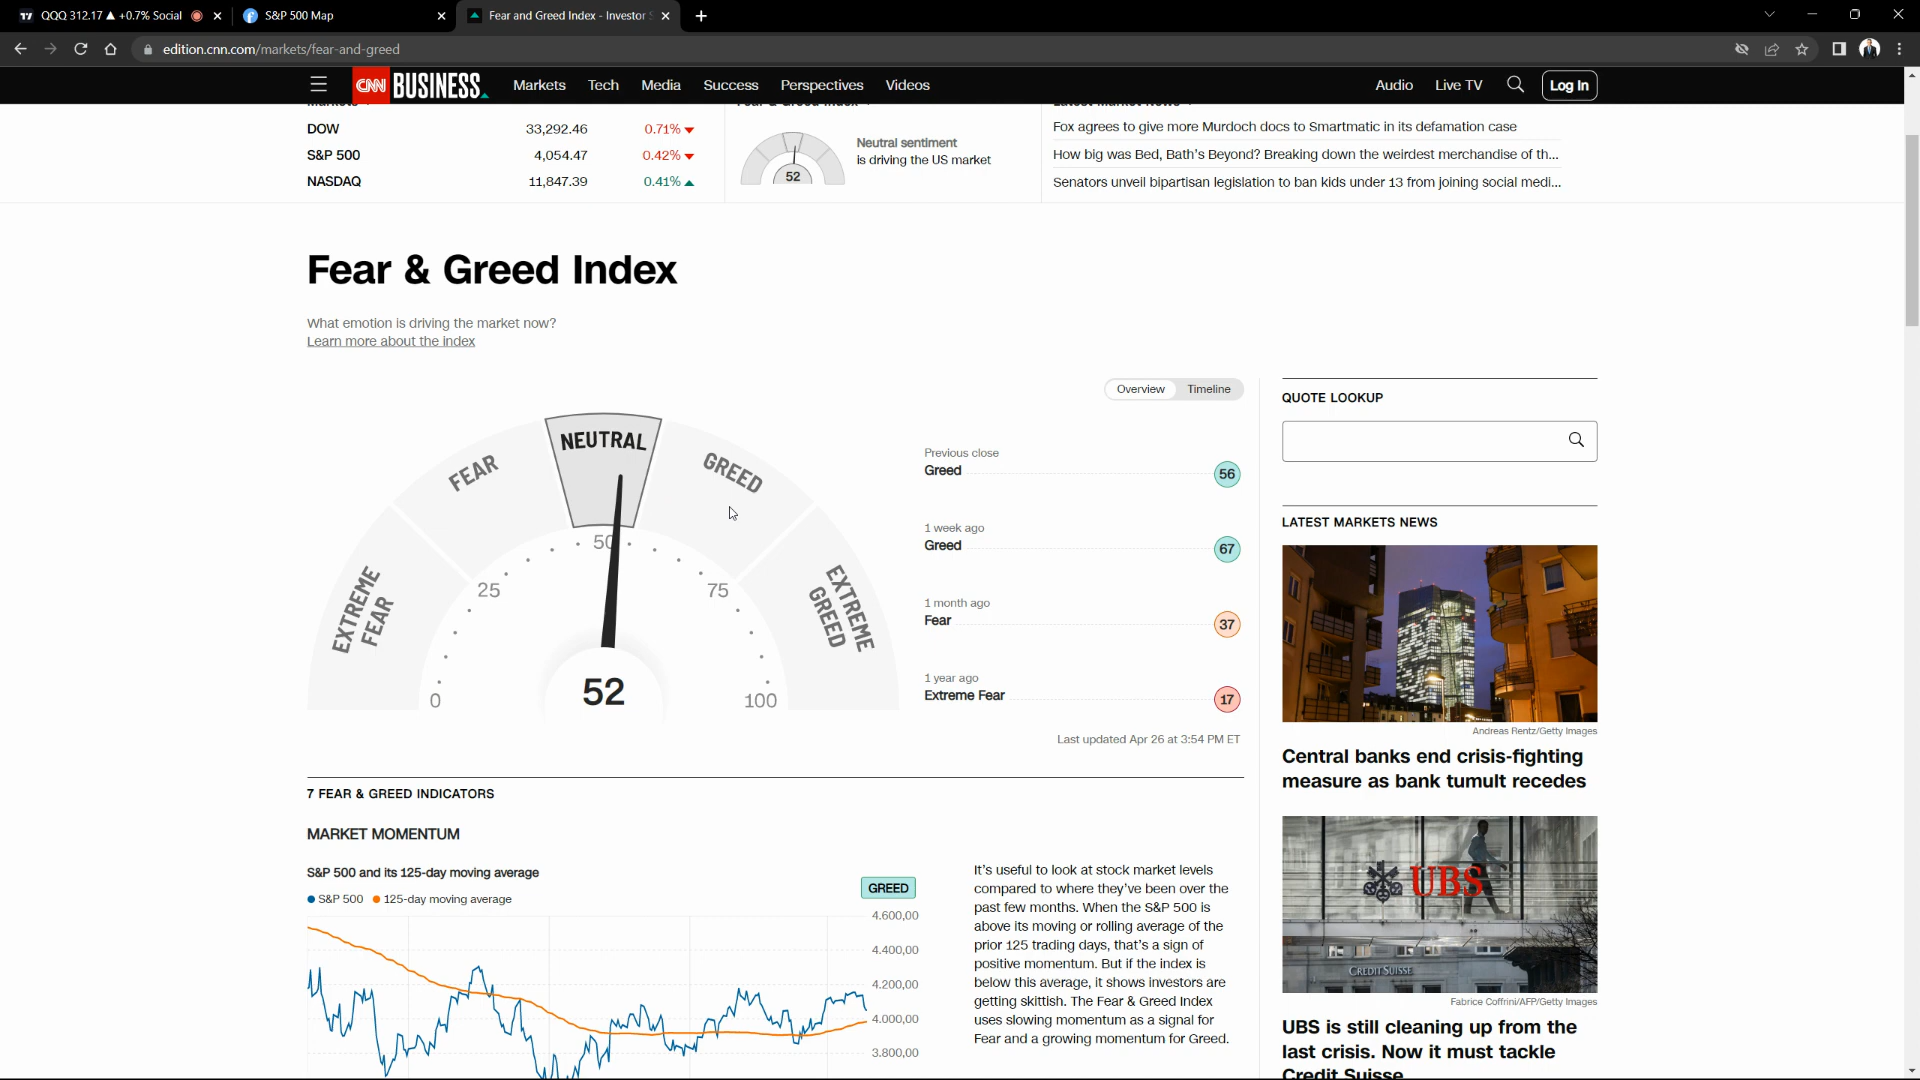 QQQ 312.17 ▲ +0.7% Social
S&P 500 Map
Fear and Greed Index - Investor S
edition.cnn.com/markets/fear-and-greed
CNN BUSINESS
Markets
Tech
Media
Success
Perspectives
Videos
Audio
Live TV
Log In
DOW 33,292.46 0.71%
S&P 500 4,054.47 0.42%
NASDAQ 11,847.39 0.41%
52
Neutral sentiment
is driving the US market
Fox agrees to give more Murdoch docs to Smartmatic in its defamation case
How big was Bed, Bath's Beyond? Breaking down the weirdest merchandise of th...
Senators unveil bipartisan legislation to ban kids under 13 from joining social medi...
Fear & Greed Index
What emotion is driving the market now?
Learn more about the index
Overview
Timeline
EXTREME
FEAR
FEAR
NEUTRAL
GREED
EXTREME
GREED
0
25
50
75
100
52
Previous close
Greed
56
1 week ago
Greed
67
1 month ago
Fear
37
1 year ago
Extreme Fear
17
Last updated Apr 26 at 3:54 PM ET
7 FEAR & GREED INDICATORS
MARKET MOMENTUM
S&P 500 and its 125-day moving average
S&P 500
125-day moving average
GREED
4.600,00
4.400,00
4.200,00
4.000,00
3.800,00
It's useful to look at stock market levels
compared to where they've been over the
past few months. When the S&P 500 is
above its moving or rolling average of the
prior 125 trading days, that's a sign of
positive momentum. But if the index is
below this average, it shows investors are
getting skittish. The Fear & Greed Index
uses slowing momentum as a signal for
Fear and a growing momentum for Greed.
QUOTE LOOKUP
LATEST MARKETS NEWS
Andreas Rentz/Getty Images
Central banks end crisis-fighting
measure as bank tumult recedes
UBS
CREDIT SUISSE
Fabrice Coffrini/AFP/Getty Images
UBS is still cleaning up from the
last crisis. Now it must tackle
Credit Suisse